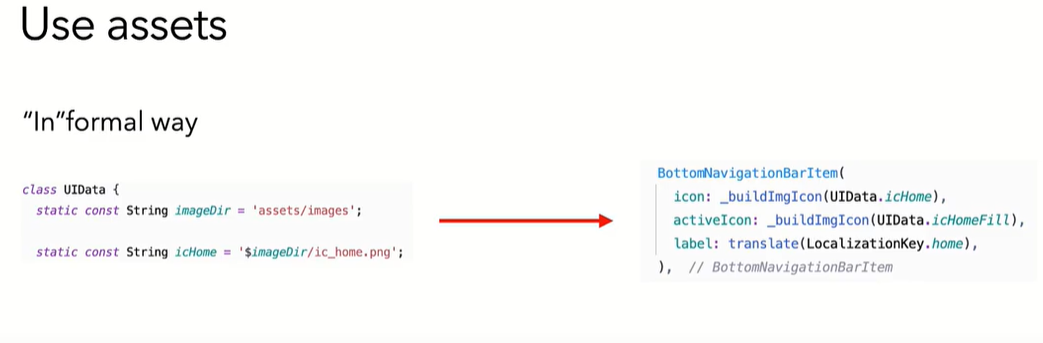 Use assets
“In”formal way
class UIData {
static const String imageDir = 'assets/images';
static const String icHome = '$imageDir/ic_home.png';
BottomNavigationBarItem(
icon: _buildImgIcon(UIData.icHome),
activeIcon: _buildImgIcon(UIData.icHomeFill),
label: translate(LocalizationKey.home),
), // BottomNavigationBarItem